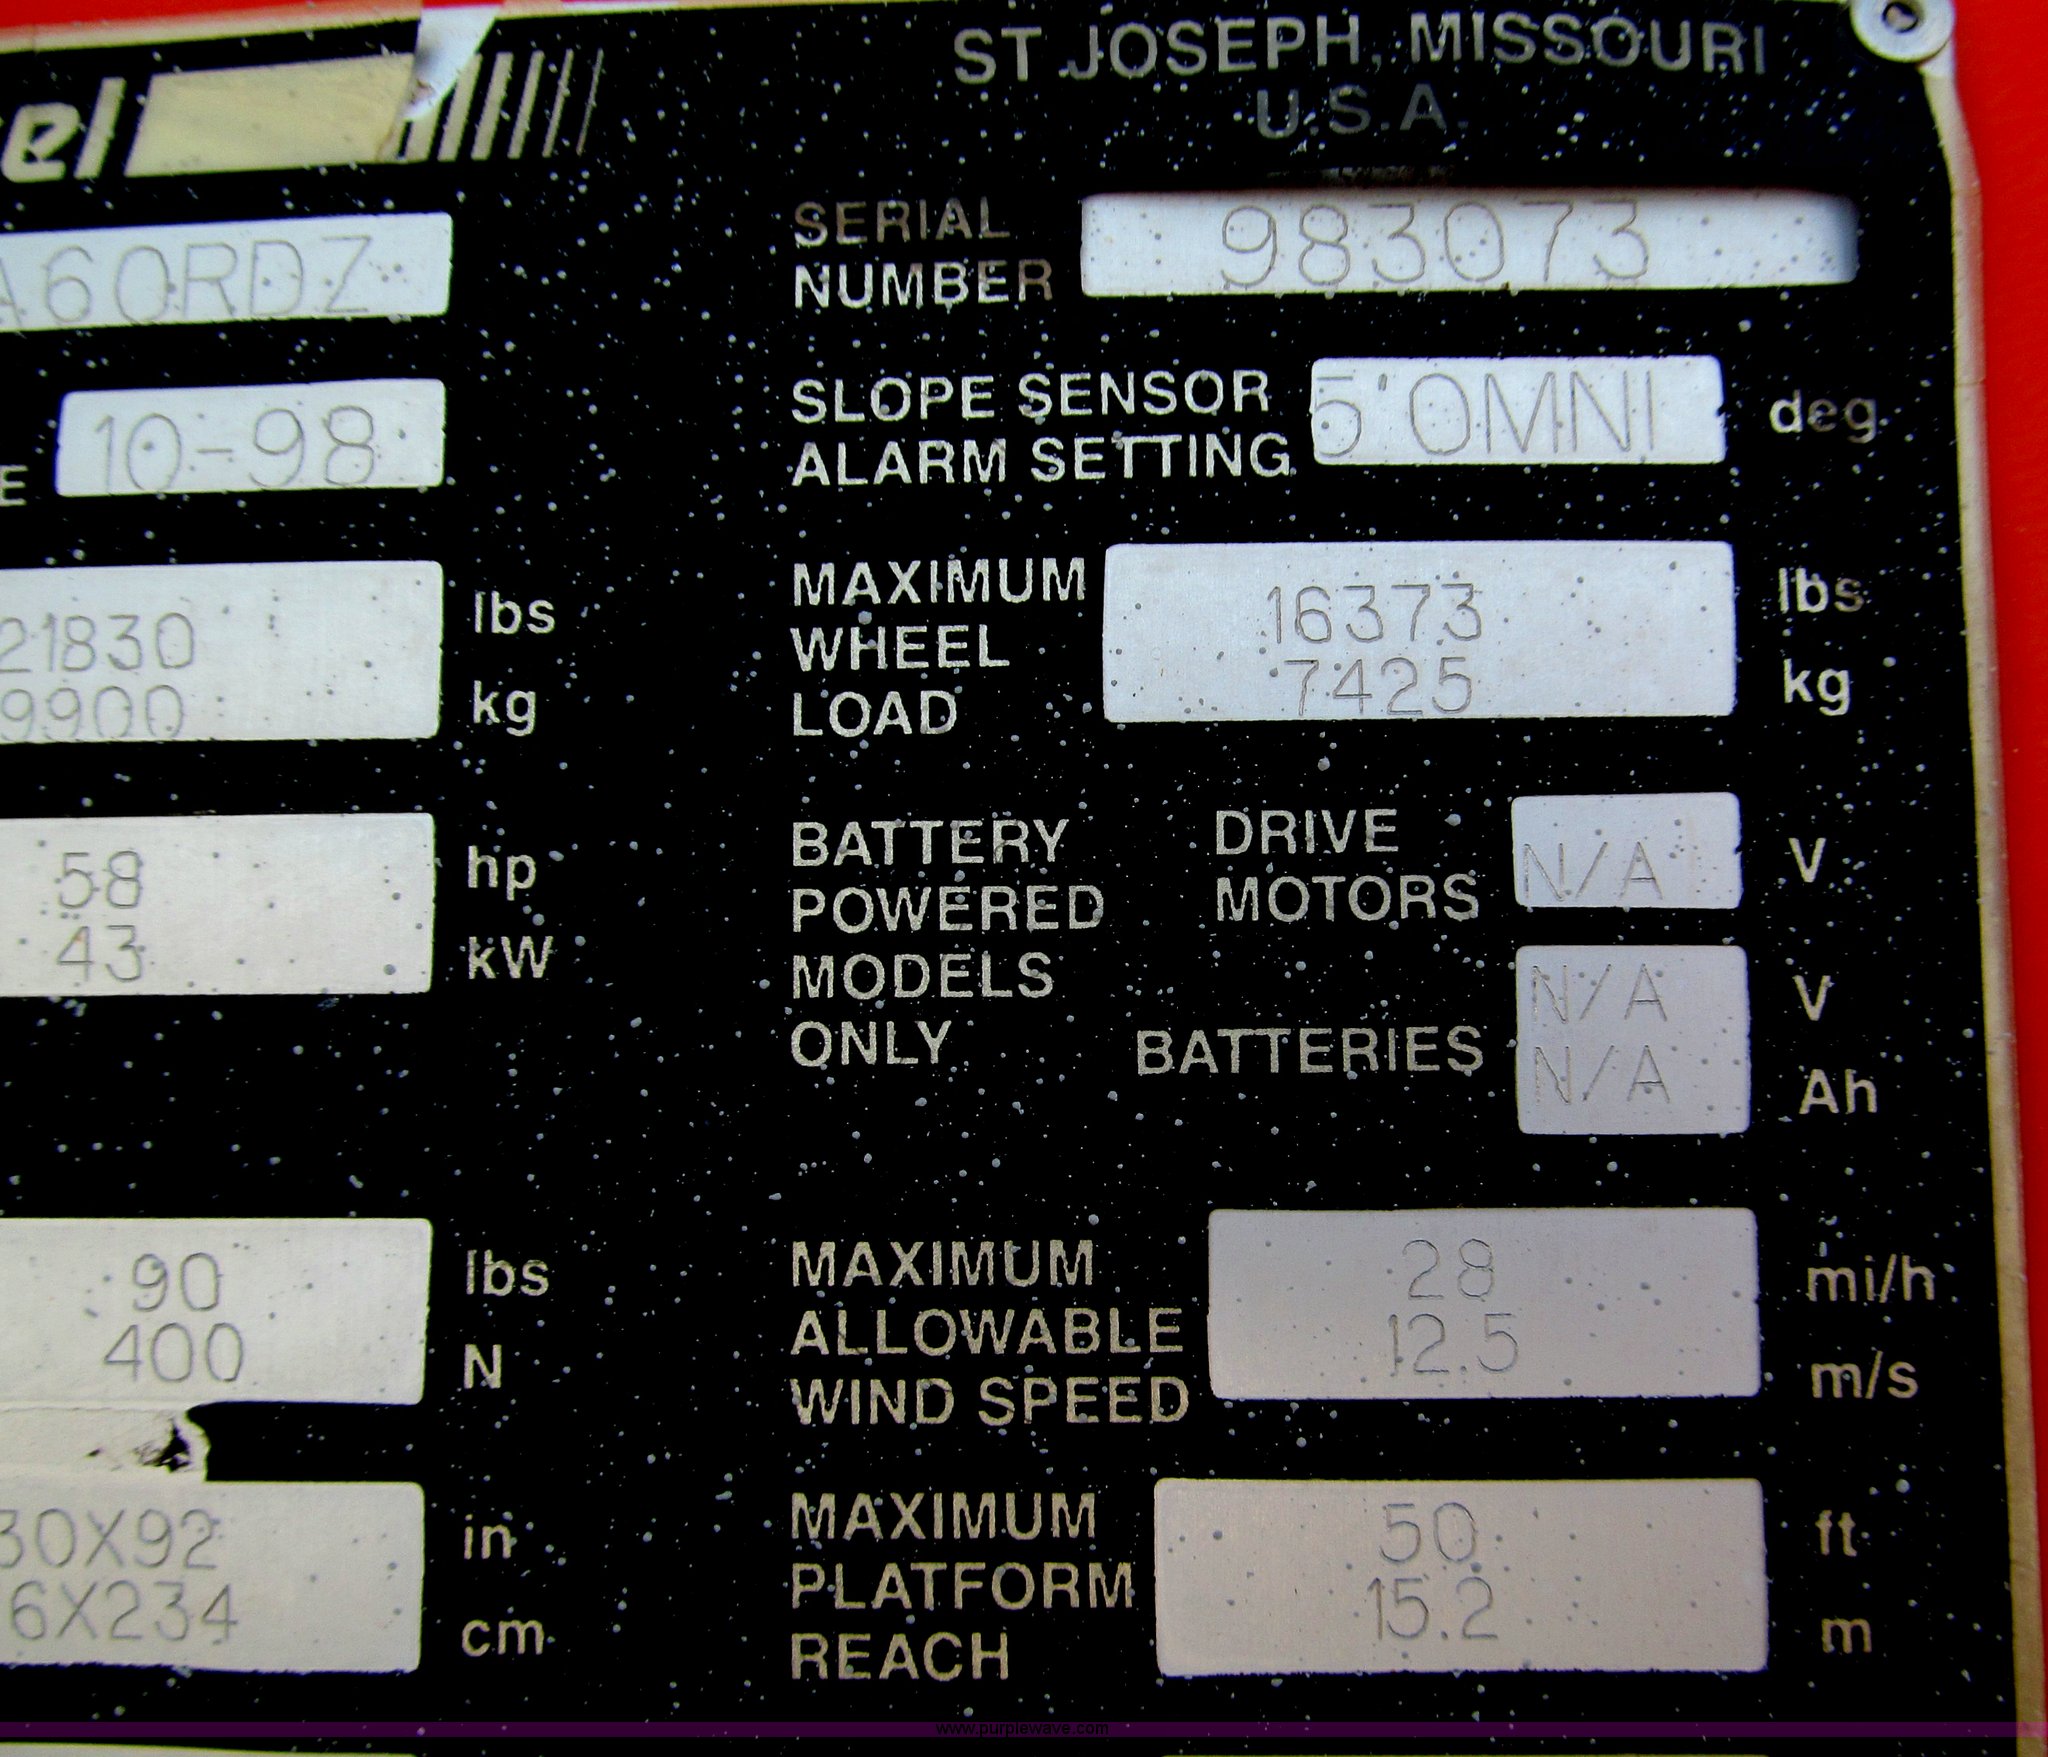 el
ST JOSEPH, MISSOURI
U.S.A.
A60RDZ
SERIAL
NUMBER
983073
E
10-98
SLOPE SENSOR
ALARM SETTING
5°OMNI
deg.
21830
lbs
9900
kg
MAXIMUM
WHEEL
LOAD
16373
lbs
7425
kg
58
hp
43
kW
BATTERY
POWERED
MODELS
ONLY
DRIVE
MOTORS
N/A
V
BATTERIES
N/A
V
N/A
Ah
90
lbs
400
N
MAXIMUM
ALLOWABLE
WIND SPEED
28
mi/h
12.5
m/s
30X92
in
6X234
cm
MAXIMUM
PLATFORM
REACH
50
ft
15.2
m
www.purplewave.com